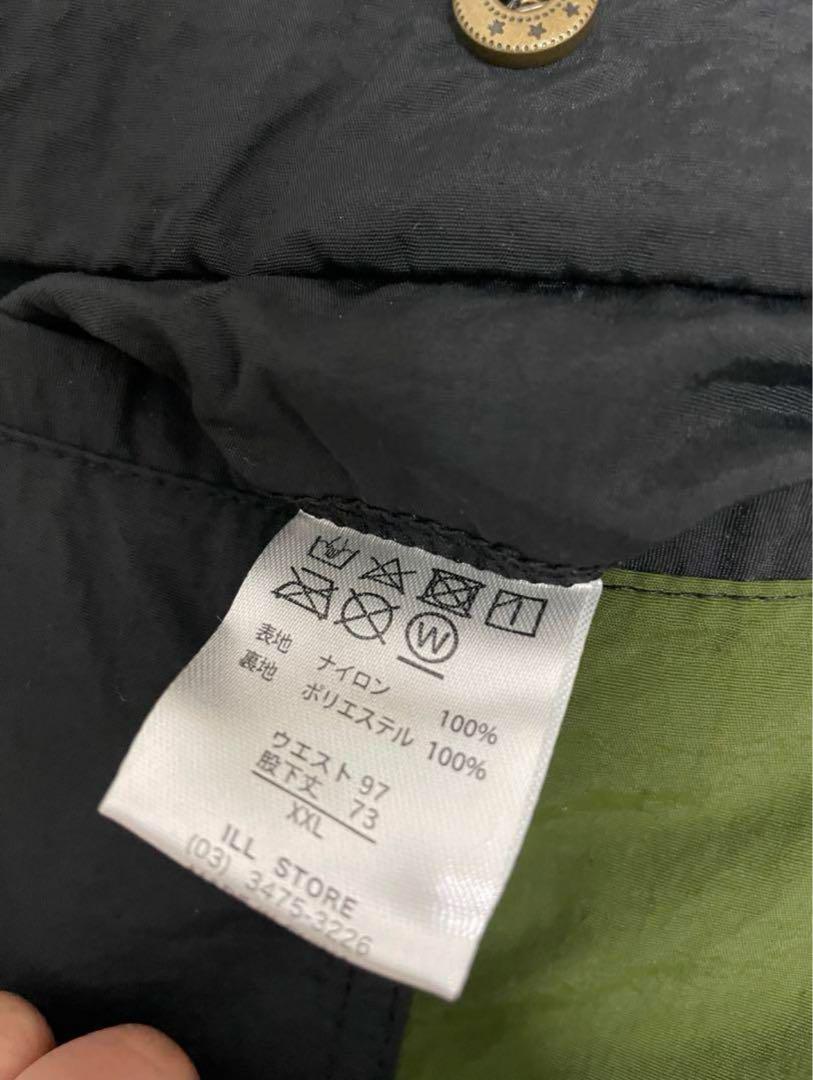 W
表地 ナイロン 100%
裏地 ポリエステル 100%
ウエスト 97
股下丈 73
XXL
ILL STORE
(03) 3475-3226